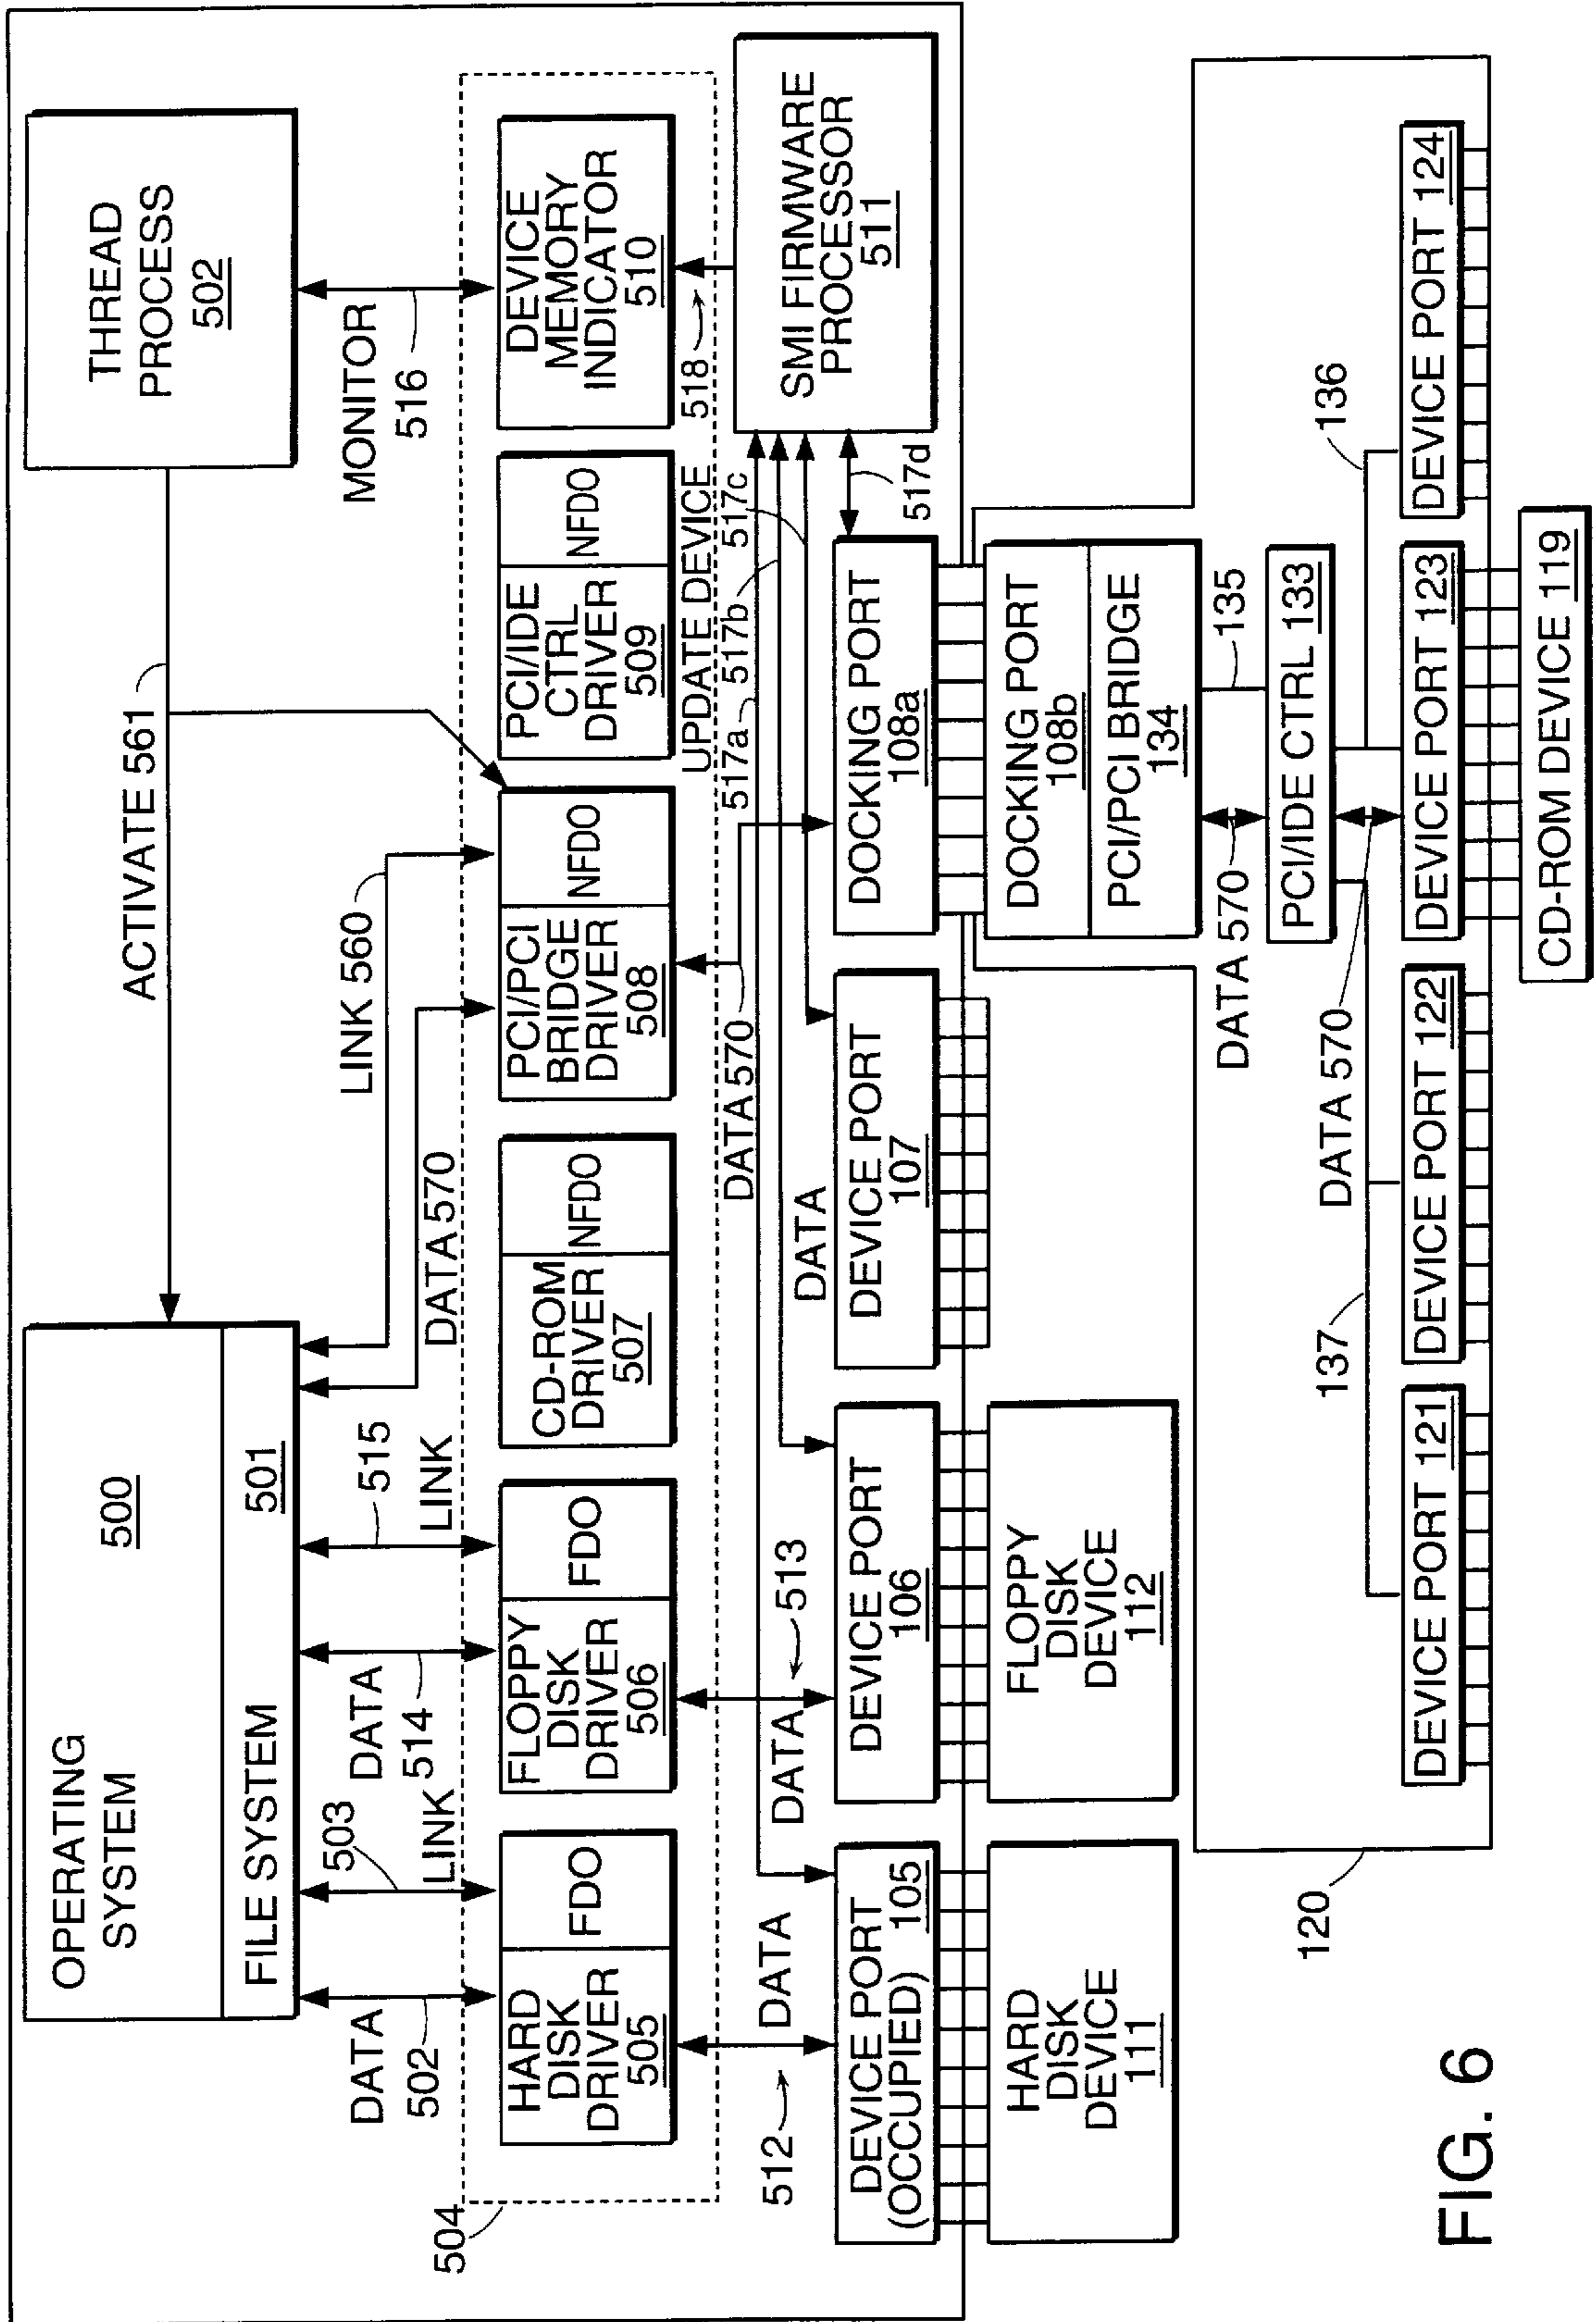 OPERATING
SYSTEM
500
FILE SYSTEM
501
THREAD
PROCESS
502
ACTIVATE 561
DATA
502
503
LINK
DATA
514
515
LINK
DATA 570
LINK 560
MONITOR
516
504
HARD
DISK
DRIVER
505
FDO
FLOPPY
DISK
DRIVER
506
FDO
CD-ROM
DRIVER
507
NFDO
PCI/PCI
BRIDGE
DRIVER
508
NFDO
PCI/IDE
CTRL
DRIVER
509
NFDO
DEVICE
MEMORY
INDICATOR
510
UPDATE DEVICE
512
DATA
DATA
513
DATA
DATA 570
517a
517b
517c
517d
518
SMI FIRMWARE
PROCESSOR
511
DEVICE PORT
(OCCUPIED) 105
DEVICE PORT
106
DEVICE PORT
107
DOCKING PORT
108a
HARD
DISK
DEVICE
111
FLOPPY
DISK
DEVICE
112
DOCKING PORT
108b
PCI/PCI BRIDGE
134
DATA 570
135
PCI/IDE CTRL 133
DATA 570
137
136
120
DEVICE PORT 121
DEVICE PORT 122
DEVICE PORT 123
DEVICE PORT 124
CD-ROM DEVICE 119
FIG. 6